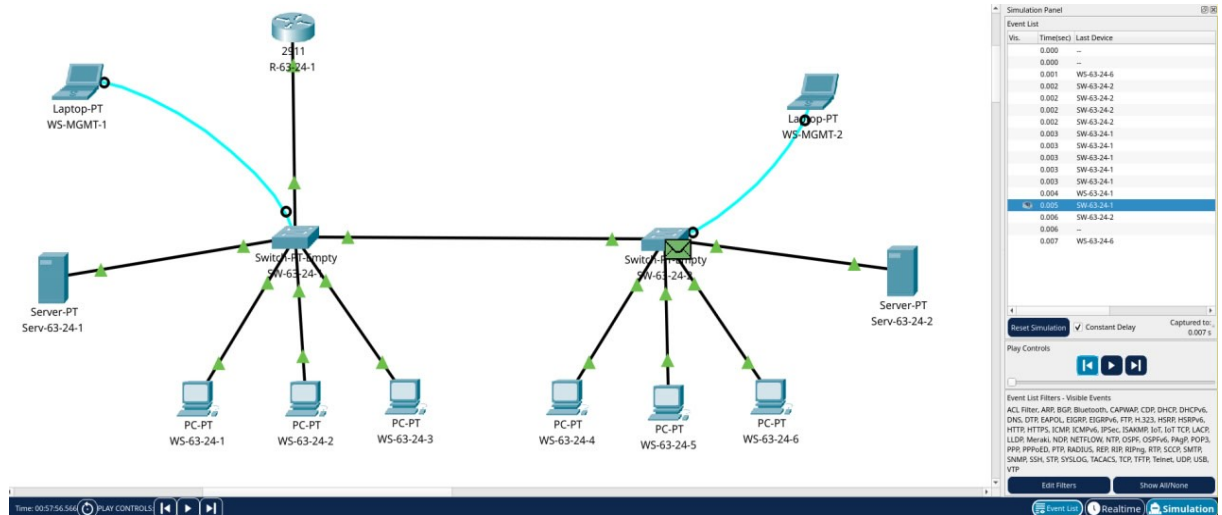 2911
R-63-24-1
Laptop-PT
WS-MGMT-1
Laptop-PT
WS-MGMT-2
Switch-PT-Empty
SW-63-24-1
Switch-PT-Empty
SW-63-24-2
Server-PT
Serv-63-24-1
Server-PT
Serv-63-24-2
PC-PT
WS-63-24-1
PC-PT
WS-63-24-2
PC-PT
WS-63-24-3
PC-PT
WS-63-24-4
PC-PT
WS-63-24-5
PC-PT
WS-63-24-6
Simulation Panel
Event List
Vis. Time(sec) Last Device
0.000 --
0.000 --
0.001 WS-63-24-6
0.002 SW-63-24-2
0.002 SW-63-24-2
0.002 SW-63-24-2
0.002 SW-63-24-2
0.003 SW-63-24-1
0.003 SW-63-24-1
0.003 SW-63-24-1
0.003 SW-63-24-1
0.003 SW-63-24-1
0.004 WS-63-24-1
0.005 SW-63-24-1
0.006 SW-63-24-2
0.006 --
0.007 WS-63-24-6
Reset Simulation Constant Delay Captured to:
0.007 s
Play Controls
Event List Filters - Visible Events
ACL Filter, ARP, BGP, Bluetooth, CAPWAP, CDP, DHCP, DHCPv6,
DNS, DTP, EAPOL, EIGRP, EIGRPv6, FTP, H.323, HSRP, HSRPv6,
HTTP, HTTPS, ICMP, ICMPv6, IPSec, ISAKMP, IoT, IoT TCP, LACP,
LLDP, Meraki, NDP, NETFLOW, NTP, OSPF, OSPFv6, PAgP, POP3,
PPP, PPPoED, PTP, RADIUS, REP, RIP, RIPng, RTP, SCCP, SMTP,
SNMP, SSH, STP, SYSLOG, TACACS, TCP, TFTP, Telnet, UDP, USB,
VTP
Edit Filters Show All/None
Time: 00:57:56.566 PLAY CONTROLS: Event List Realtime Simulation